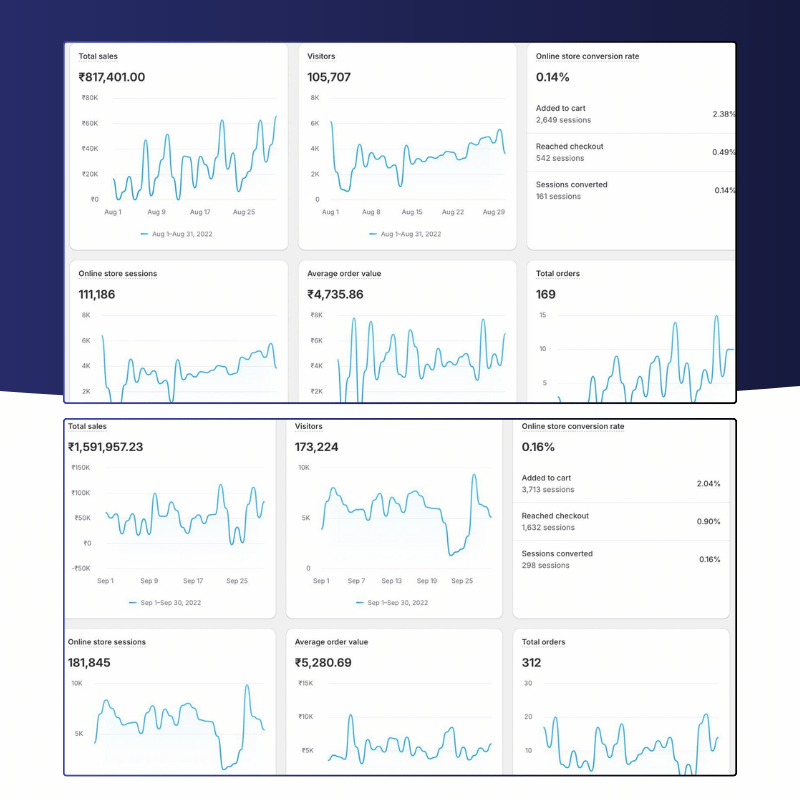 Total sales
₹817,401.00
₹80K
₹60K
₹40K
₹20K
₹0
Aug 1
Aug 9
Aug 17
Aug 25
Aug 1–Aug 31, 2022
Visitors
105,707
8K
6K
4K
2K
0
Aug 1
Aug 8
Aug 15
Aug 22
Aug 29
Aug 1–Aug 31, 2022
Online store conversion rate
0.14%
Added to cart
2,649 sessions
2.38%
Reached checkout
542 sessions
0.49%
Sessions converted
161 sessions
0.14%
Online store sessions
111,186
8K
6K
4K
2K
Average order value
₹4,735.86
₹8K
₹6K
₹4K
₹2K
Total orders
169
15
10
5
Total sales
₹1,591,957.23
₹150K
₹100K
₹50K
₹0
-₹50K
Sep 1
Sep 9
Sep 17
Sep 25
Sep 1–Sep 30, 2022
Visitors
173,224
10K
5K
0
Sep 1
Sep 7
Sep 13
Sep 19
Sep 25
Sep 1–Sep 30, 2022
Online store conversion rate
0.16%
Added to cart
3,713 sessions
2.04%
Reached checkout
1,632 sessions
0.90%
Sessions converted
298 sessions
0.16%
Online store sessions
181,845
10K
5K
Average order value
₹5,280.69
₹15K
₹10K
₹5K
Total orders
312
30
20
10